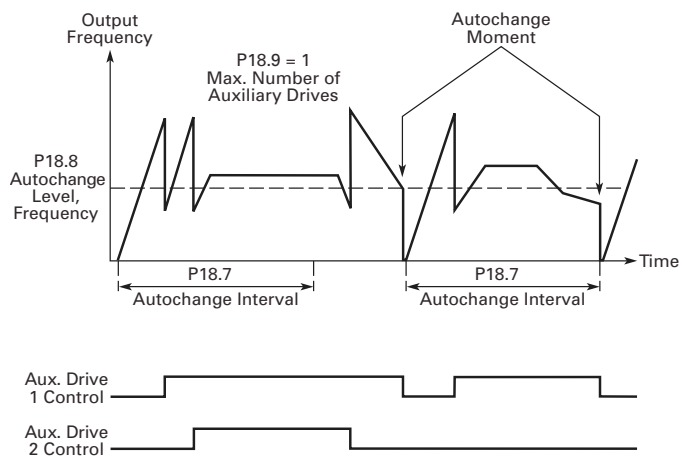 Output
Frequency
P18.9 = 1
Max. Number of
Auxiliary Drives
Autochange
Moment
P18.8
Autochange
Level,
Frequency
Time
P18.7
Autochange Interval
P18.7
Autochange Interval
Aux. Drive
1 Control
Aux. Drive
2 Control